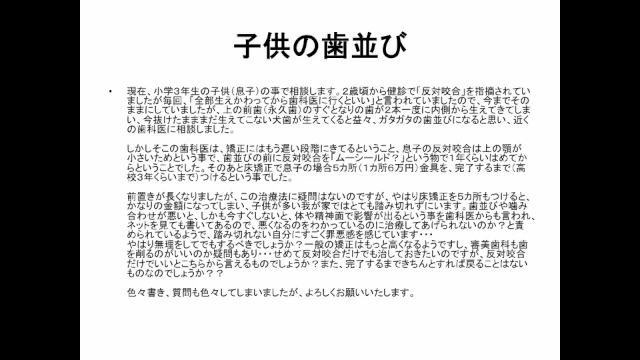 子供の歯並び
• 現在、小学3年生の子供（息子）の事で相談します。2歳頃から健診で「反対咬合」を指摘されてい
ましたが毎回、「全部生えかわってから歯科医に行くといい」と言われていましたので、今までその
ままにしていましたが、上の前歯（永久歯）のすぐとなりの歯が2本一度に内側から生えてきてしま
い、今抜けたままでまだ生えてこない犬歯が生えてくると益々、ガタガタの歯並びになると思い、近く
の歯科医に相談しました。
しかしそこの歯医者は、矯正にはもう遅い段階にきてるということ、息子の反対咬合は上の顎が
小さいためという事で、歯並びの前に反対咬合を『ムーシールド？』という物で1年くらいはめてか
らということでした。そのあと床矯正で息子の場合5カ所（1カ所6万円）金具を、完了するまで（高
校3年くらいまで）つけるという事でした。
前置きが長くなりましたが、この治療法に疑問はないのですが、やはり床矯正を5カ所もつけると、
かなりの金額になってしまい、子供が多い我が家ではとても踏み切れずにいます。歯並びや噛み
合わせが悪いと、しかも今すぐしないと、体や精神面で影響が出るという事を歯科医からも言われ、
ネットを見ても書いてあるので、悪くなるのをわかっているのに治療してあげられないのか？と責
められているようで、踏み切れない自分にすごく罪悪感を感じています・・・
やはり無理をしてでもするべきでしょうか？一般の矯正はもっと高くなるようですし、審美歯科も歯
を削るのがいいのか疑問もあり・・・せめて反対咬合だけでも治しておきたいのですが、反対咬合
だけでいいとこちらから言えるものでしょうか？また、完了するまできちんとすれば戻ることはない
ものなのでしょうか？？
色々書き、質問も色々してしまいましたが、よろしくお願いいたします。